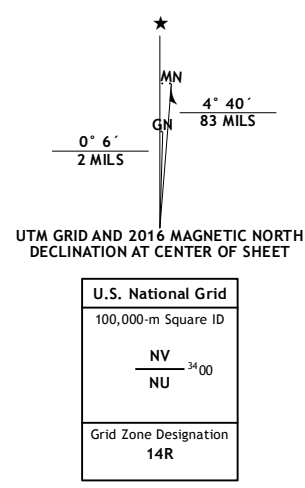 ★
MN
GN
4° 40´
83 MILS
0° 6´
2 MILS
UTM GRID AND 2016 MAGNETIC NORTH
DECLINATION AT CENTER OF SHEET
U.S. National Grid
100,000-m Square ID
NV
3400
NU
Grid Zone Designation
14R